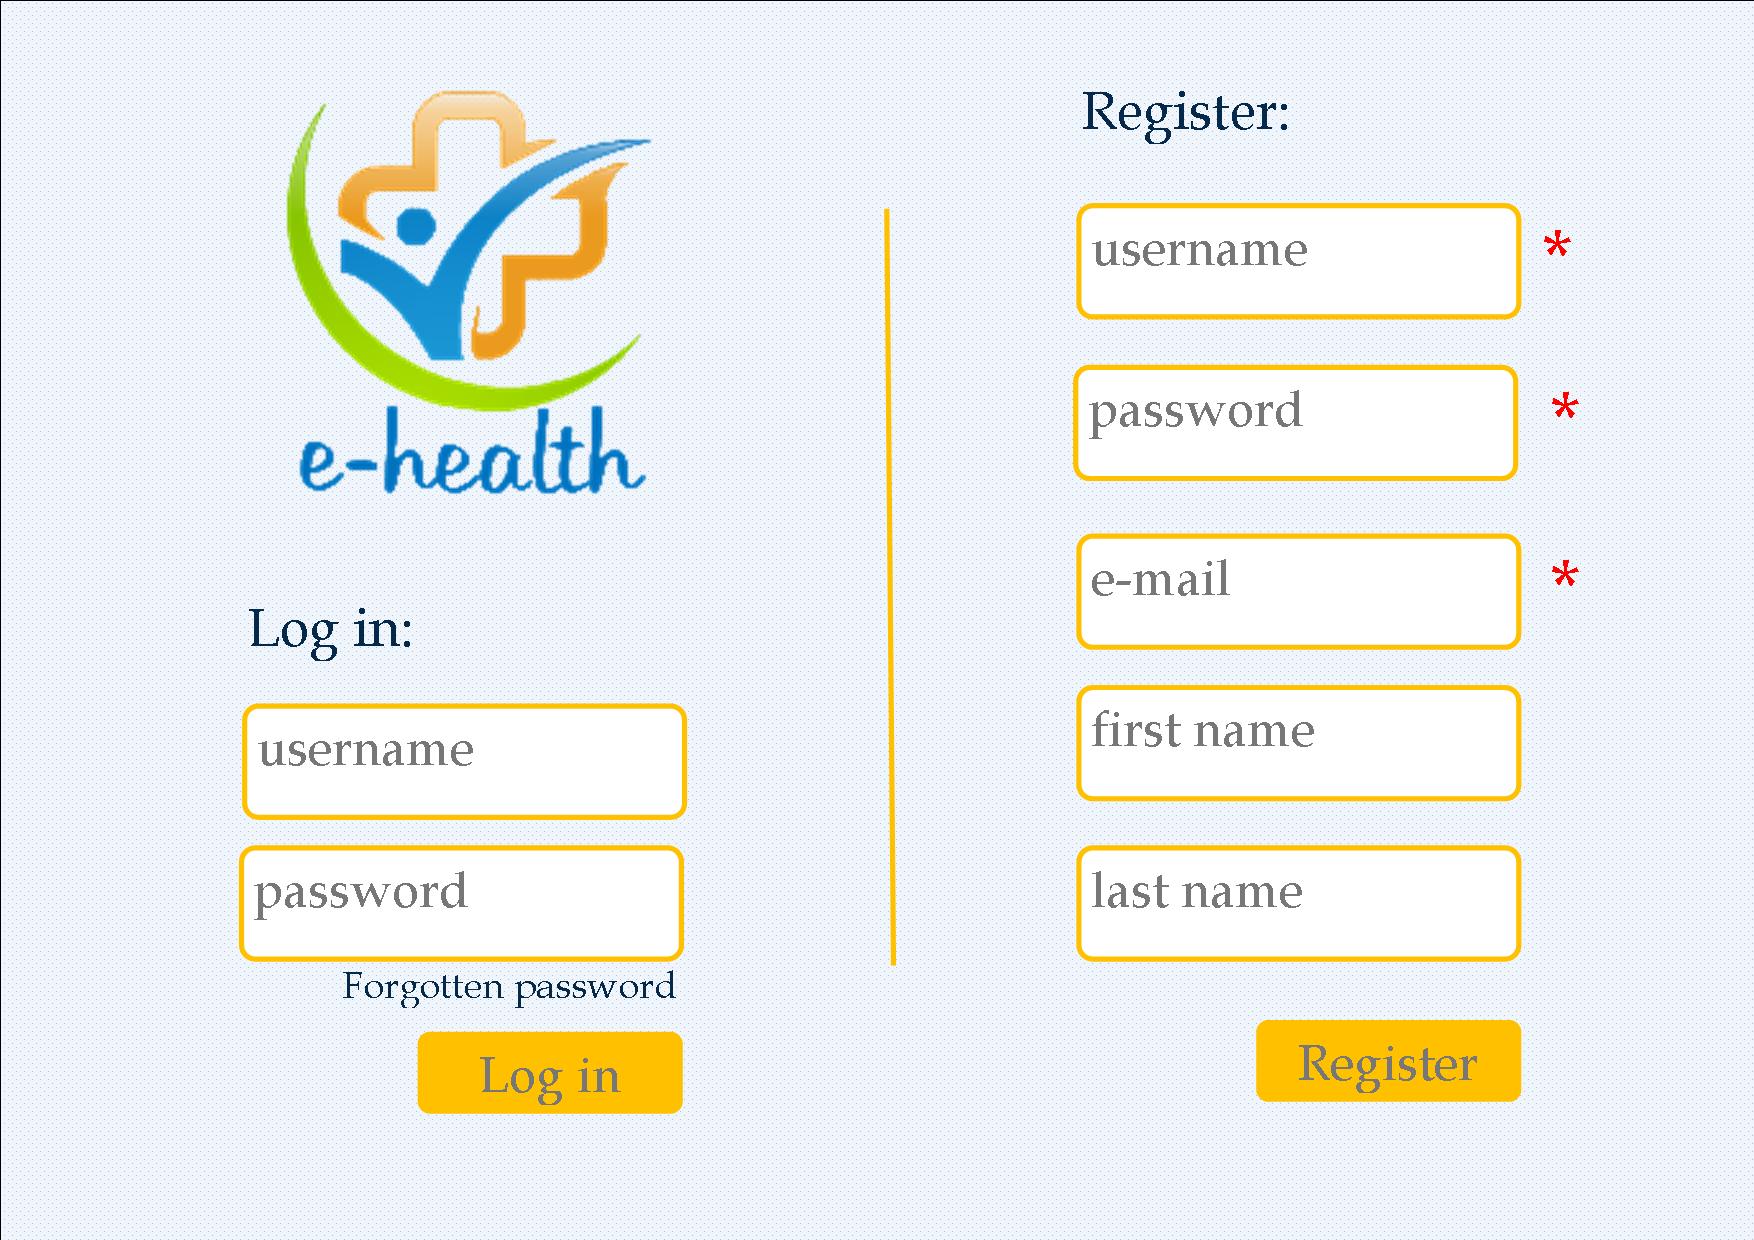 e-health
Log in:
username
password
Forgotten password
Log in
Register:
username *
password *
e-mail *
first name
last name
Register